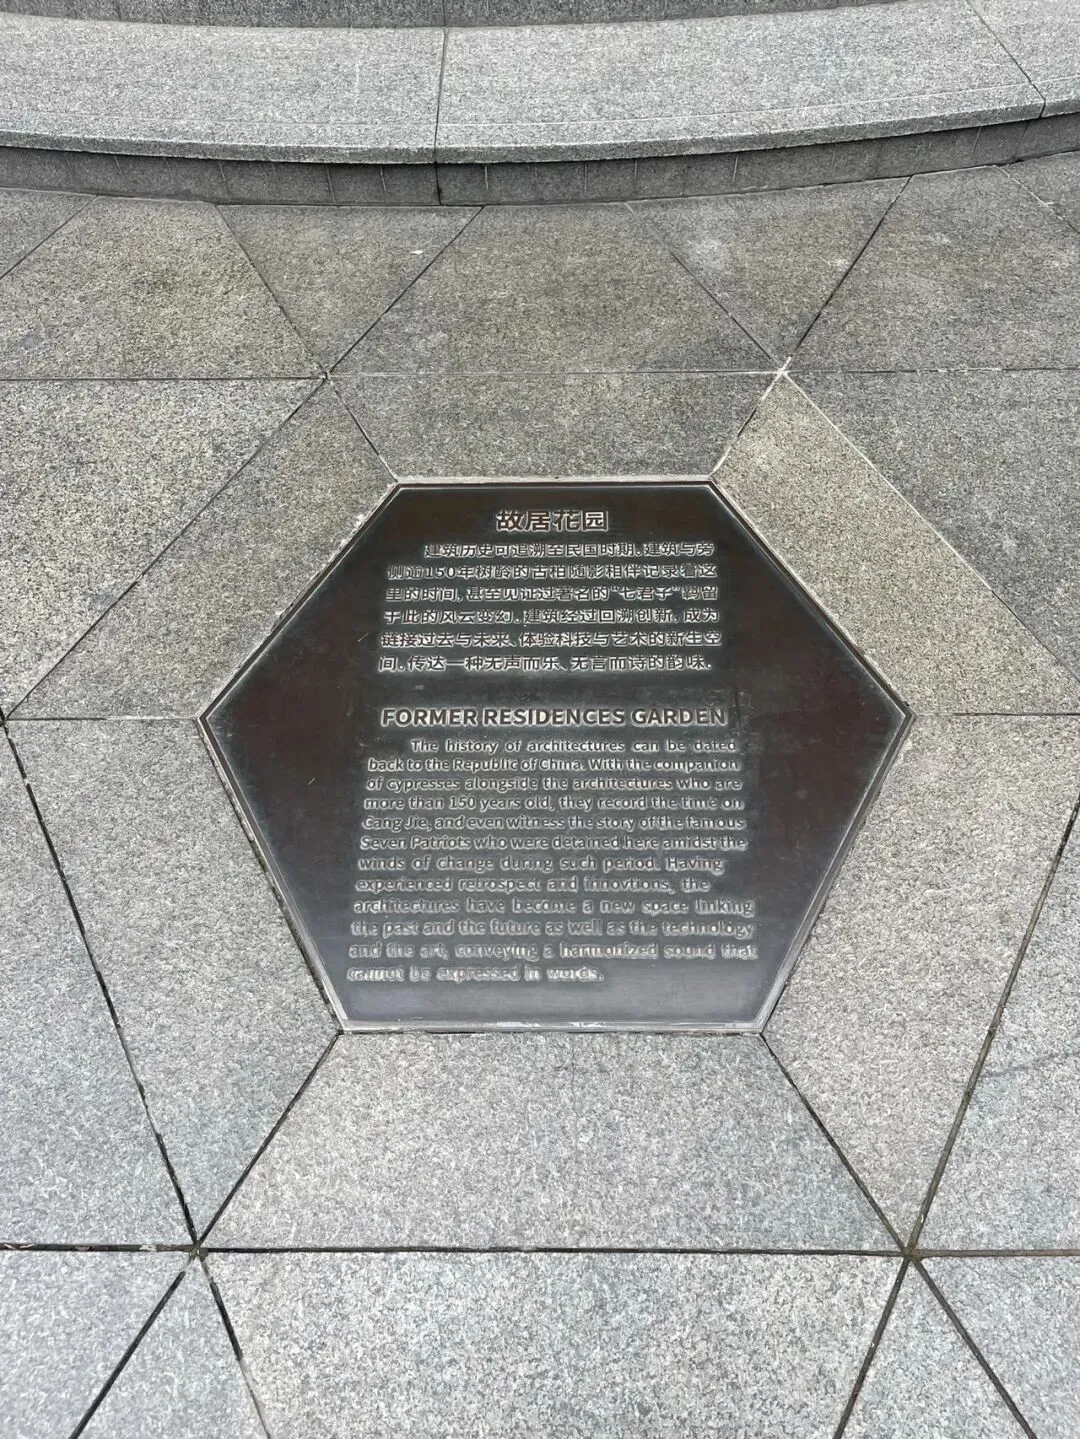 故居花园
建筑历史可追溯至民国时期。建筑与旁
侧逾150年树龄的古柏随影相伴记录着这
里的时间，甚至见证过著名的“七君子”羁留
于此的风云变幻。建筑经过回溯创新，成为
链接过去与未来、体验科技与艺术的新生空
间。传达一种无声而乐、无言而诗的韵味。
FORMER RESIDENCES GARDEN
The history of architectures can be dated
back to the Republic of China. With the companion
of cypresses alongside the architectures who are
more than 150 years old, they record the time on
Cang Jie, and even witness the story of the famous
Seven Patriots who were detained here amidst the
winds of change during such period. Having
experienced retrospect and innovtions, the
architectures have become a new space linking
the past and the future as well as the technology
and the art, conveying a harmonized sound that
cannot be expressed in words.